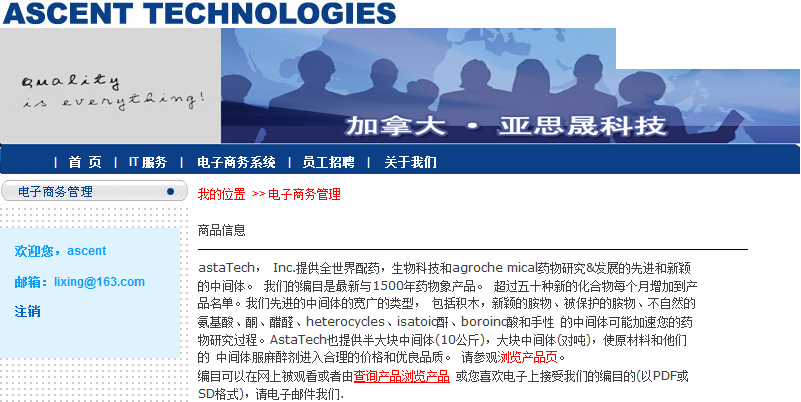 ASCENT TECHNOLOGIES
quality
is everything!
加拿大·亚思晟科技
| 首 页 | IT服务 | 电子商务系统 | 员工招聘 | 关于我们
电子商务管理
我的位置 >> 电子商务管理
欢迎您，ascent
邮箱：lixing@163.com
注销
商品信息
astaTech， Inc.提供全世界配药，生物科技和agroche mical药物研究&发展的先进和新颖
的中间体。 我们的编目是最新与1500年药物象产品。 超过五十种新的化合物每个月增加到产
品名单。我们先进的中间体的宽广的类型， 包括积木，新颖的胺物、被保护的胺物、不自然的
氨基酸、酮、醋醛、heterocycles、isatoic酐、boroinc酸和手性 的中间体可能加速您的药
物研究过程。AstaTech也提供半大块中间体(10公斤)，大块中间体(对吨)，使原材料和他们
的 中间体服麻醉剂进入合理的价格和优良品质。 请参观浏览产品页。
编目可以在网上被观看或者由查询产品浏览产品 或您喜欢电子上接受我们的编目的(以PDF或
SD格式)，请电子邮件我们.